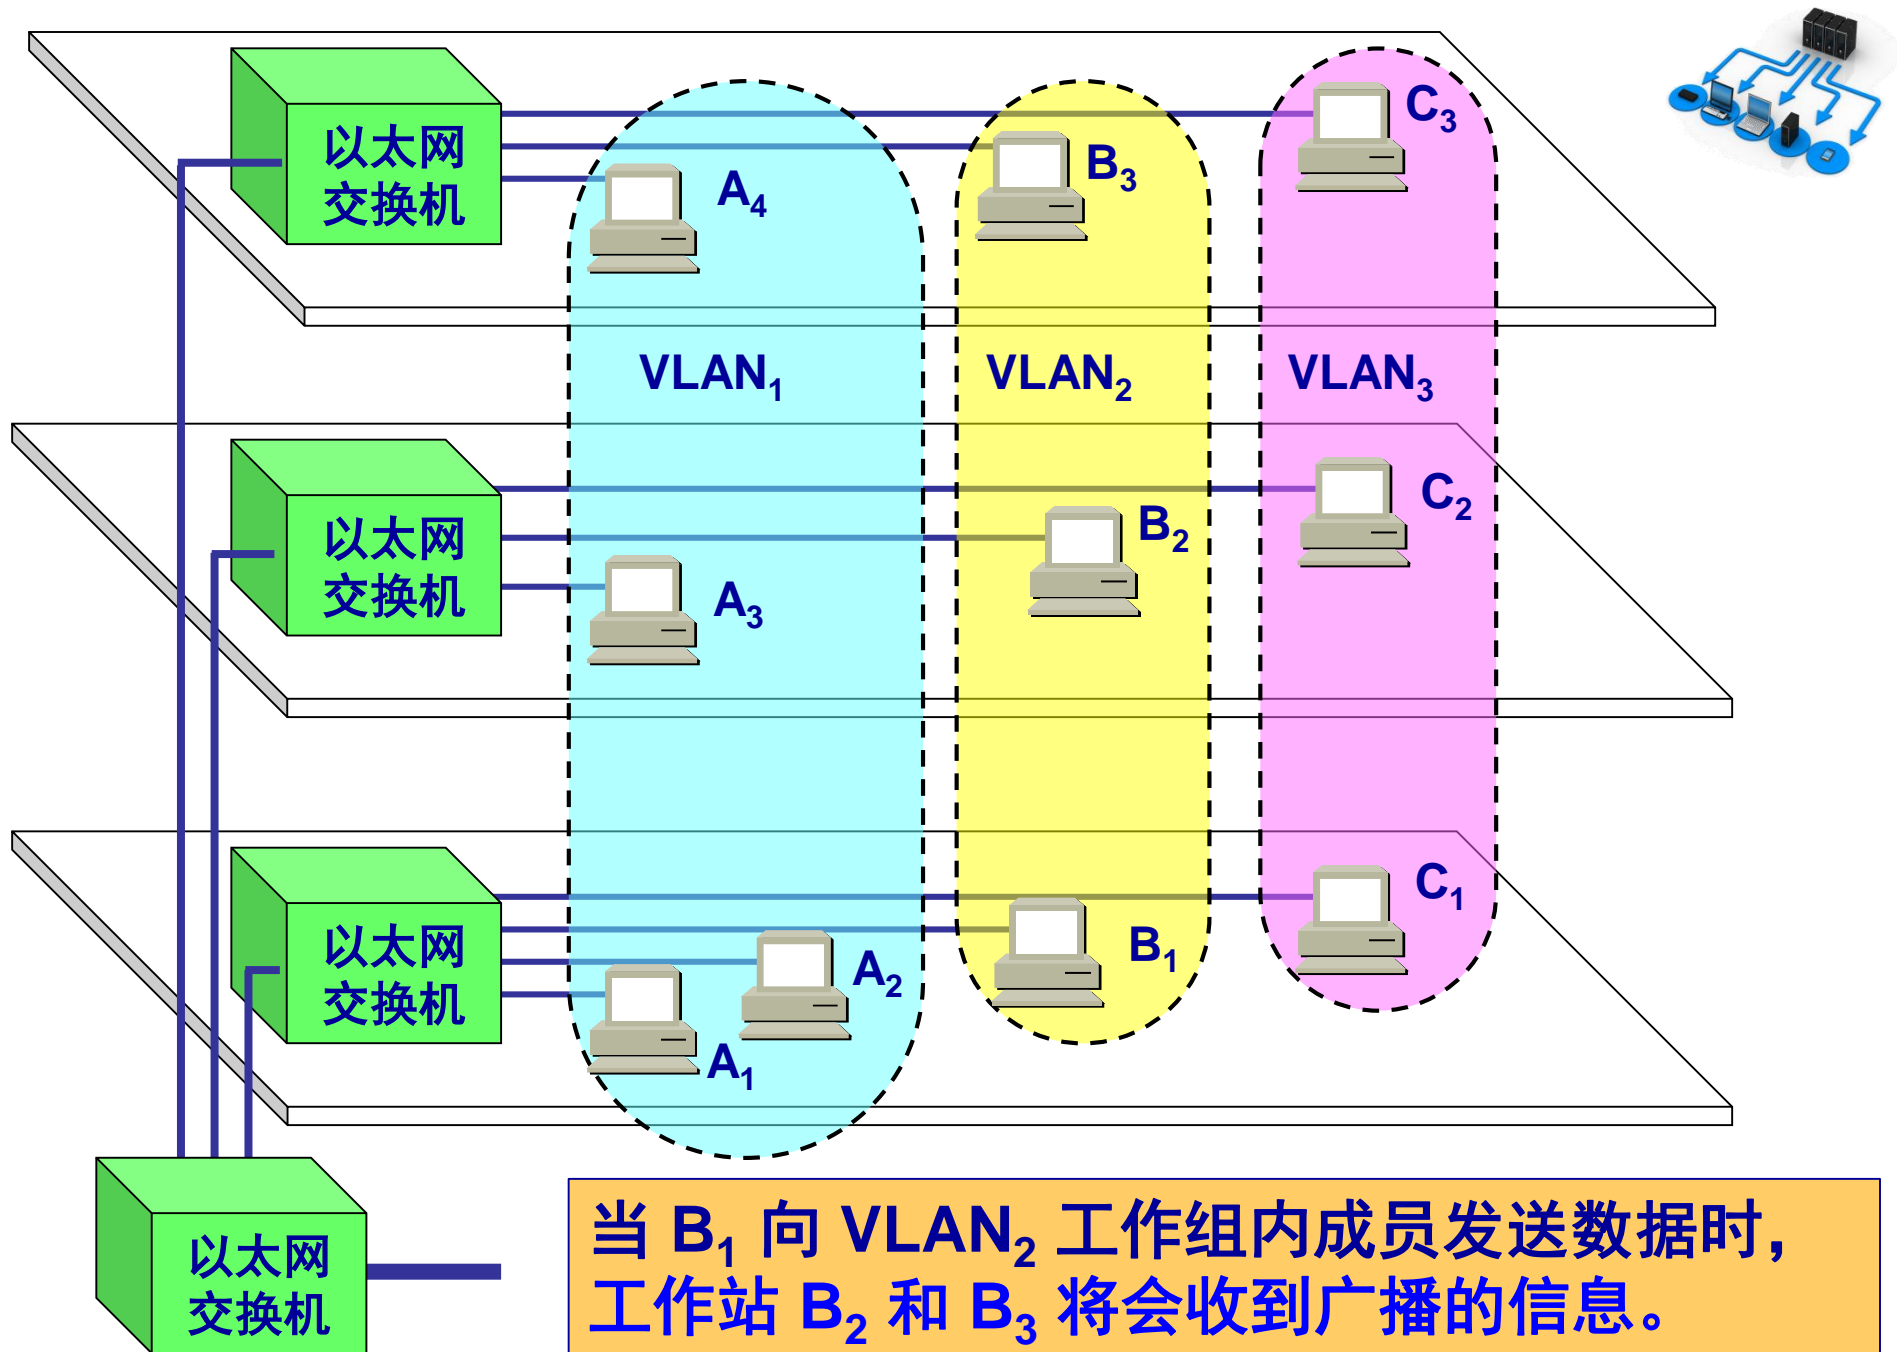 以太网
交换机
A₄
B₃
C₃
VLAN₁
VLAN₂
VLAN₃
以太网
交换机
A₃
B₂
C₂
以太网
交换机
A₁
A₂
B₁
C₁
以太网
交换机
当 B₁ 向 VLAN₂ 工作组内成员发送数据时，
工作站 B₂ 和 B₃ 将会收到广播的信息。